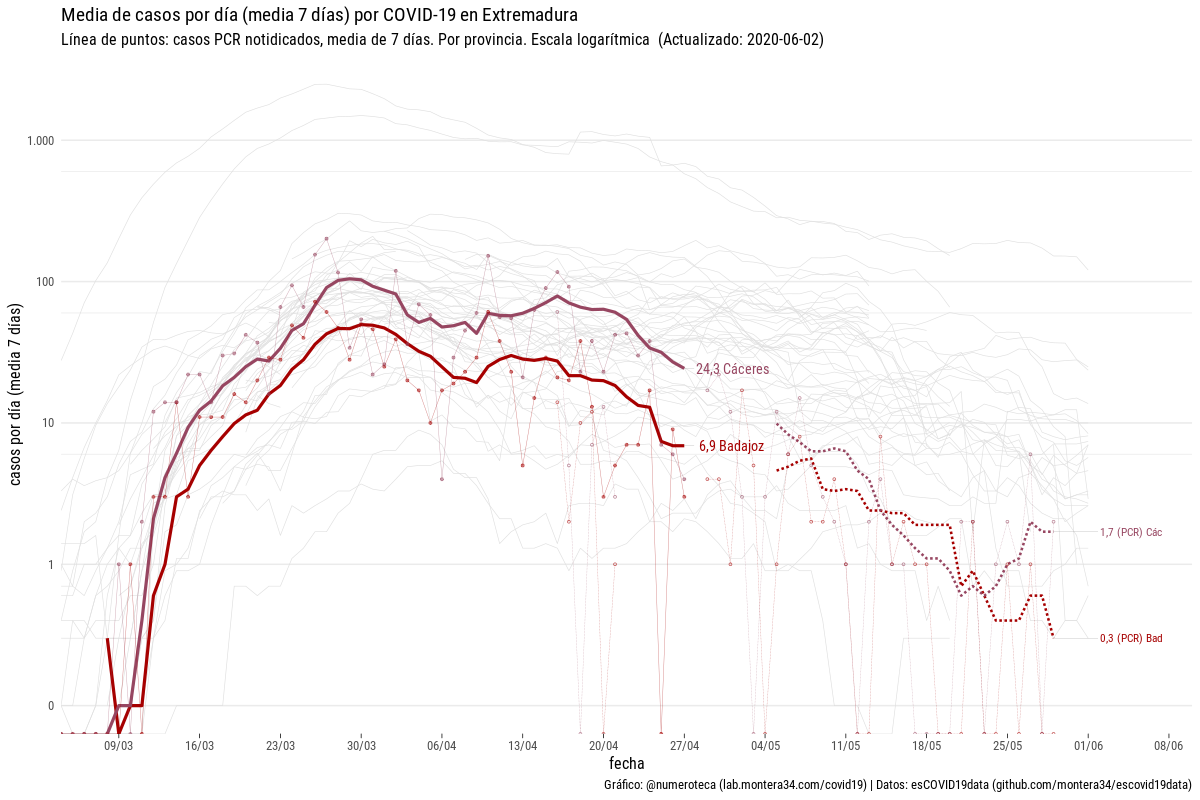 Media de casos por día (media 7 días) por COVID-19 en Extremadura
Línea de puntos: casos PCR notidicados, media de 7 días. Por provincia. Escala logarítmica (Actualizado: 2020-06-02)
casos por día (media 7 días)
1.000
100
10
1
0
24,3 Cáceres
6,9 Badajoz
1,7 (PCR) Các
0,3 (PCR) Bad
09/03
16/03
23/03
30/03
06/04
13/04
20/04
27/04
04/05
11/05
18/05
25/05
01/06
08/06
fecha
Gráfico: @numeroteca (lab.montera34.com/covid19) | Datos: esCOVID19data (github.com/montera34/escovid19data)